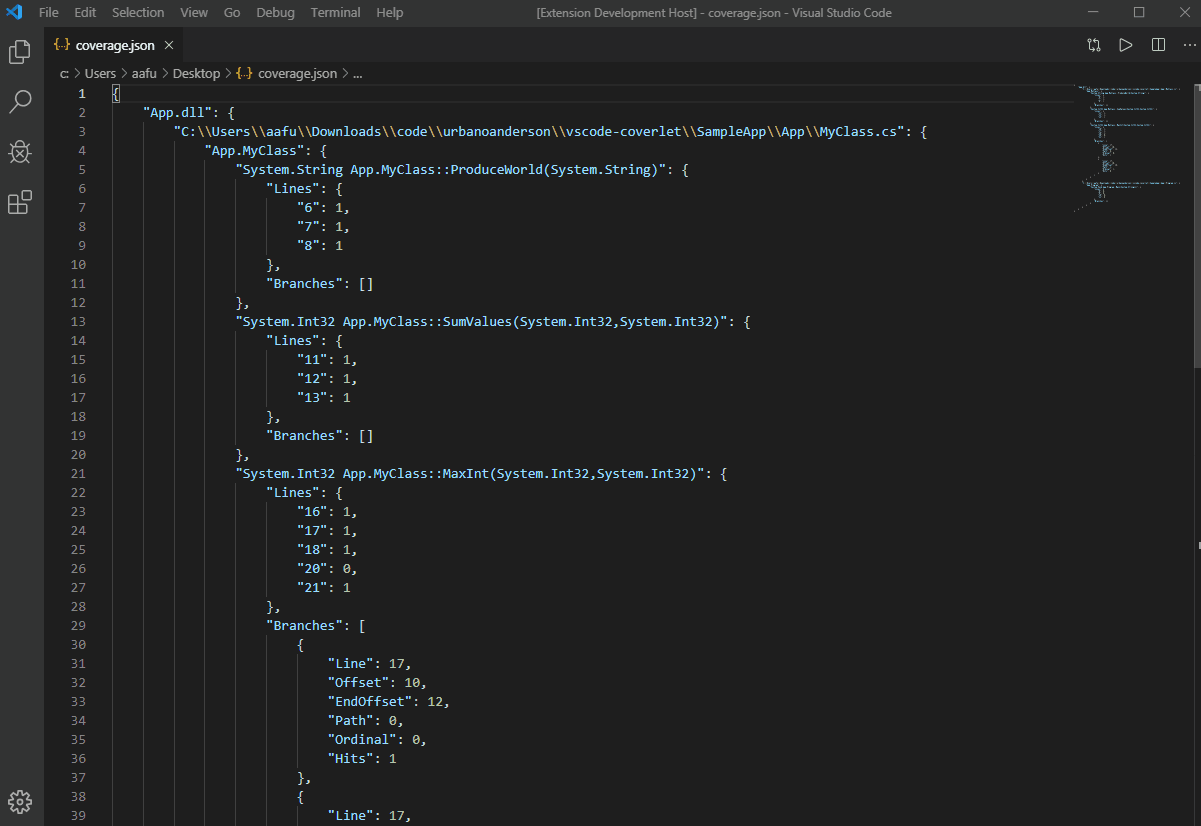 File Edit Selection View Go Debug Terminal Help [Extension Development Host] - coverage.json - Visual Studio Code
{..} coverage.json ×
c: > Users > aafu > Desktop > {..} coverage.json > ...
1 {
2 "App.dll": {
3 "C:\\Users\\aafu\\Downloads\\code\\urbanoanderson\\vscode-coverlet\\SampleApp\\App\\MyClass.cs": {
4 "App.MyClass": {
5 "System.String App.MyClass::ProduceWorld(System.String)": {
6 "Lines": {
7 "6": 1,
8 "7": 1,
9 "8": 1
10 },
11 "Branches": []
12 },
13 "System.Int32 App.MyClass::SumValues(System.Int32,System.Int32)": {
14 "Lines": {
15 "11": 1,
16 "12": 1,
17 "13": 1
18 },
19 "Branches": []
20 },
21 "System.Int32 App.MyClass::MaxInt(System.Int32,System.Int32)": {
22 "Lines": {
23 "16": 1,
24 "17": 1,
25 "18": 1,
26 "20": 0,
27 "21": 1
28 },
29 "Branches": [
30 {
31 "Line": 17,
32 "Offset": 10,
33 "EndOffset": 12,
34 "Path": 0,
35 "Ordinal": 0,
36 "Hits": 1
37 },
38 {
39 "Line": 17,